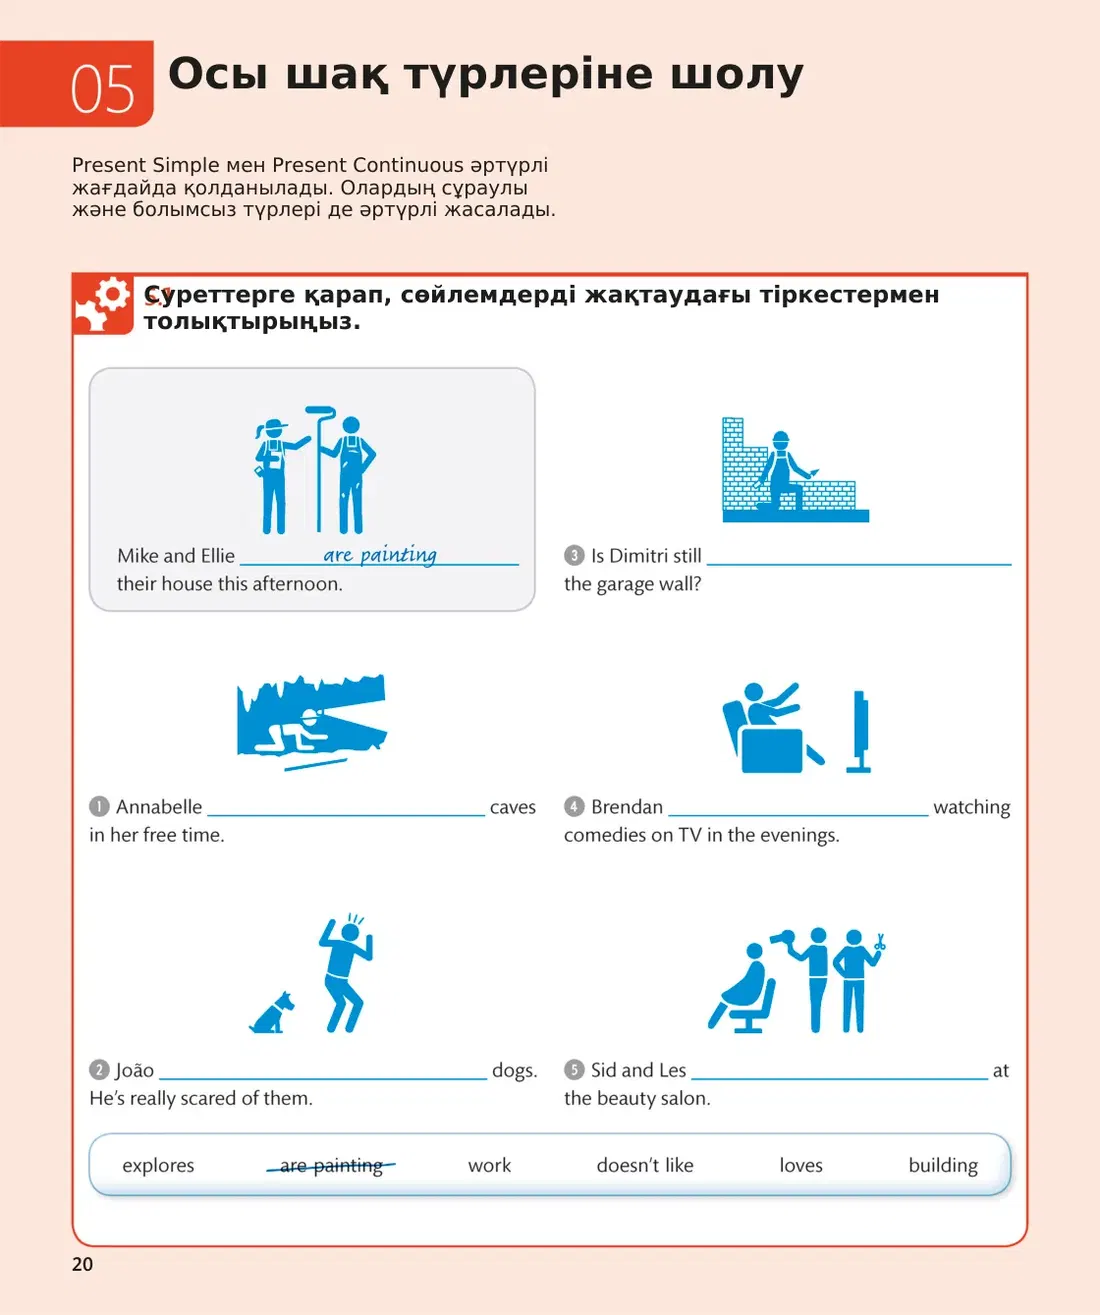 05
Осы шақ түрлеріне шолу
Present Simple мен Present Continuous әртүрлі
жағдайда қолданылады. Олардың сұраулы
және болымсыз түрлері де әртүрлі жасалады.
Суреттерге қарап, сөйлемдерді жақтаудағы тіркестермен
толықтырыңыз.
Mike and Ellie are painting
their house this afternoon.
1 Annabelle caves
in her free time.
2 João dogs.
He's really scared of them.
3 Is Dimitri still
the garage wall?
4 Brendan watching
comedies on TV in the evenings.
5 Sid and Les at
the beauty salon.
explores are painting work doesn't like loves building
20